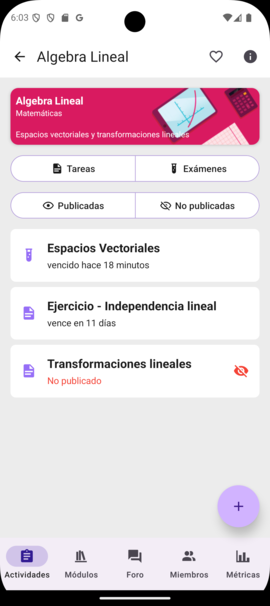 6:03
Algebra Lineal
Algebra Lineal
Matemáticas
Espacios vectoriales y transformaciones lineales
Tareas
Exámenes
Publicadas
No publicadas
Espacios Vectoriales
vencido hace 18 minutos
Ejercicio - Independencia lineal
vence en 11 días
Transformaciones lineales
No publicado
Actividades
Módulos
Foro
Miembros
Métricas